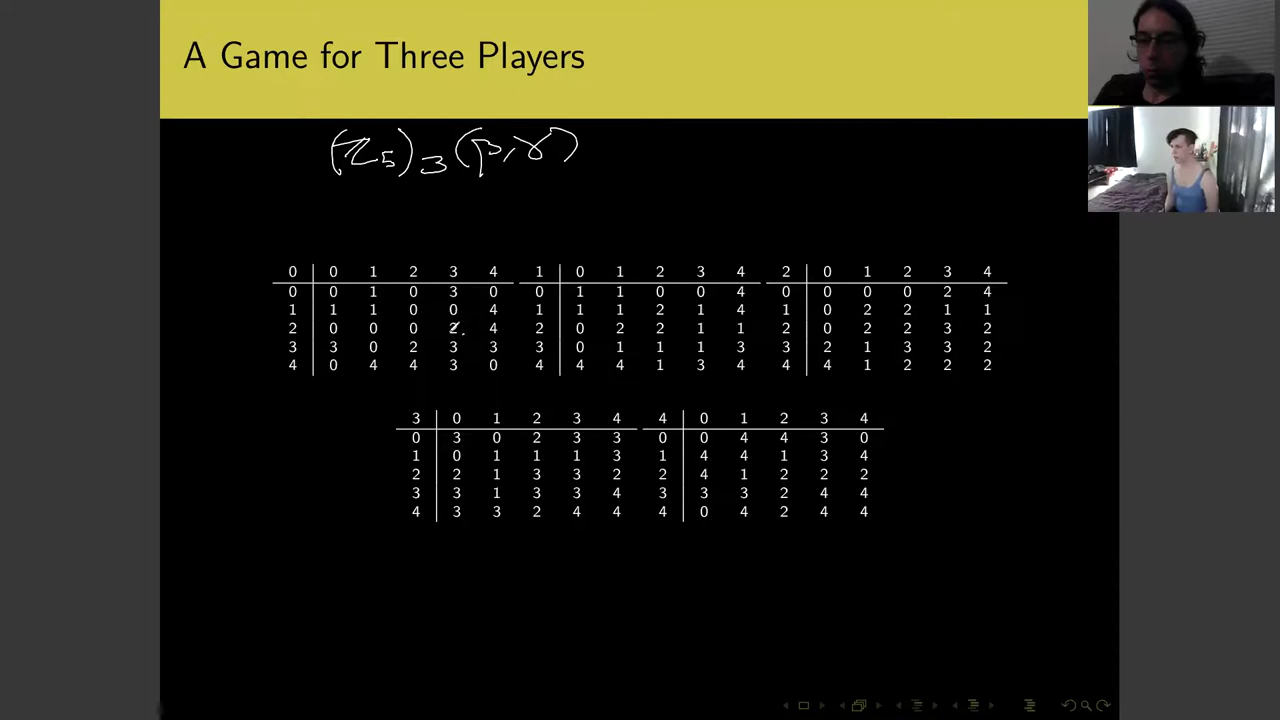 A Game for Three Players
(Z₅)₃(β,γ)
0 0 1 2 3 4 1 0 1 2 3 4 2 0 1 2 3 4
0 0 1 0 3 0 0 1 1 0 0 4 0 0 0 0 2 4
1 1 1 0 0 4 1 1 1 2 1 4 1 0 2 2 1 1
2 0 0 0 2 4 2 0 2 2 1 1 2 0 2 2 3 2
3 3 0 2 3 3 3 0 1 1 1 3 3 2 1 3 3 2
4 0 4 4 3 0 4 4 4 1 3 4 4 4 1 2 2 2
3 0 1 2 3 4 4 0 1 2 3 4
0 3 0 2 3 3 0 0 4 4 3 0
1 0 1 1 1 3 1 4 4 1 3 4
2 2 1 3 3 2 2 4 1 2 2 2
3 3 1 3 3 4 3 3 3 2 4 4
4 3 3 2 4 4 4 0 4 2 4 4